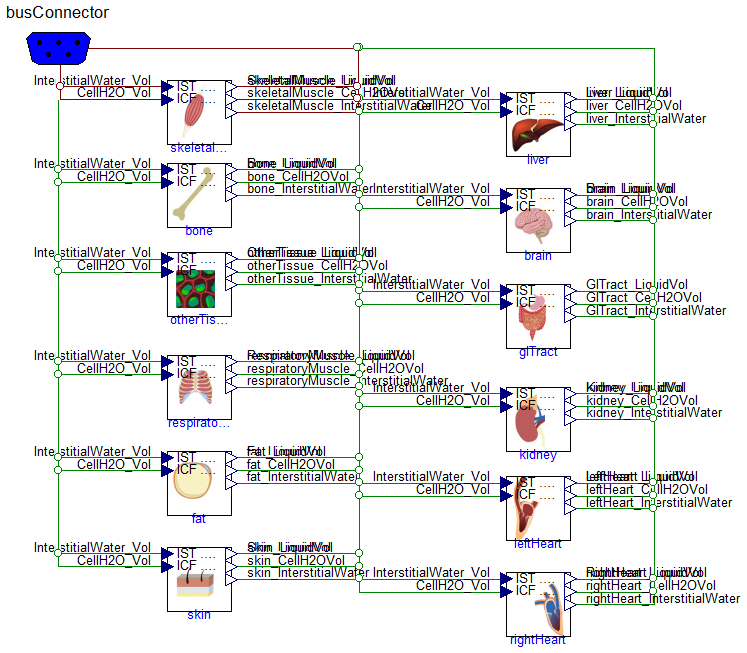 busConnector
InterstitialWater_Vol
CellH2O_Vol
IST ....
ICF ....
SkeletalMuscle_LiquidVol
skeletalMuscle_CellH2OVol
skeletalMuscle_InterstitialWater
skeletal...
InterstitialWater_Vol
CellH2O_Vol
IST ....
ICF ....
Liver_LiquidVol
liver_CellH2OVol
liver_InterstitialWater
liver
InterstitialWater_Vol
CellH2O_Vol
IST ....
ICF ....
Bone_LiquidVol
bone_CellH2OVol
bone_InterstitialWater
bone
InterstitialWater_Vol
CellH2O_Vol
IST ....
ICF ....
Brain_LiquidVol
brain_CellH2OVol
brain_InterstitialWater
brain
InterstitialWater_Vol
CellH2O_Vol
IST ....
ICF ....
OtherTissue_LiquidVol
otherTissue_CellH2OVol
otherTissue_InterstitialWater
otherTis...
InterstitialWater_Vol
CellH2O_Vol
IST ....
ICF ....
GITract_LiquidVol
GITract_CellH2OVol
GITract_InterstitialWater
giTract
InterstitialWater_Vol
CellH2O_Vol
IST ....
ICF ....
RespiratoryMuscle_LiquidVol
respiratoryMuscle_CellH2OVol
respiratoryMuscle_InterstitialWater
respirato...
InterstitialWater_Vol
CellH2O_Vol
IST ....
ICF ....
Kidney_LiquidVol
kidney_CellH2OVol
kidney_InterstitialWater
kidney
InterstitialWater_Vol
CellH2O_Vol
IST ....
ICF ....
Fat_LiquidVol
fat_CellH2OVol
fat_InterstitialWater
fat
InterstitialWater_Vol
CellH2O_Vol
IST ....
ICF ....
LeftHeart_LiquidVol
leftHeart_CellH2OVol
leftHeart_InterstitialWater
leftHeart
InterstitialWater_Vol
CellH2O_Vol
IST ....
ICF ....
Skin_LiquidVol
skin_CellH2OVol
skin_InterstitialWater
skin
InterstitialWater_Vol
CellH2O_Vol
IST ....
ICF ....
RightHeart_LiquidVol
rightHeart_CellH2OVol
rightHeart_InterstitialWater
rightHeart